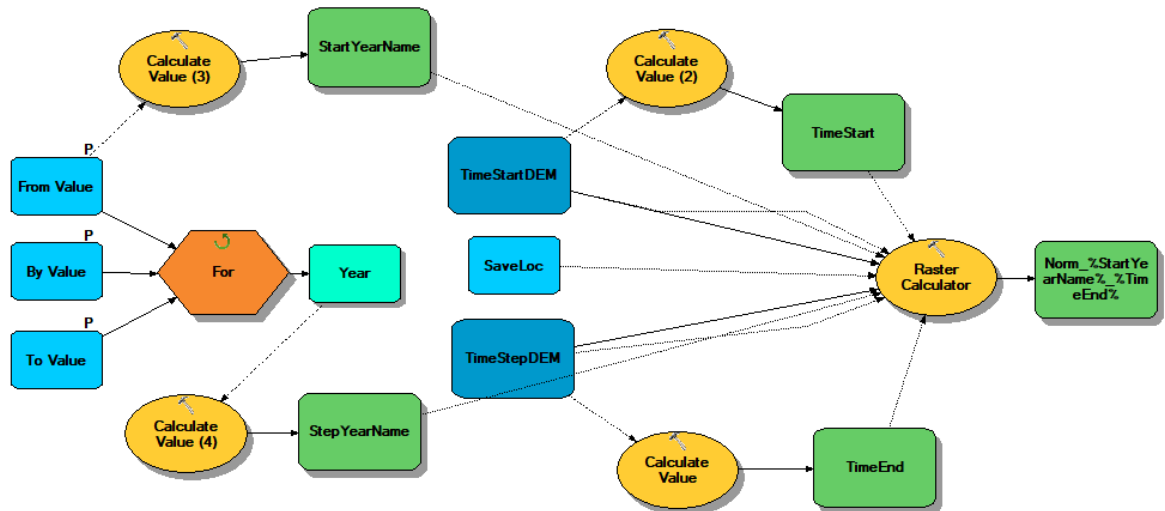 Calculate
Value (3)
StartYearName
Calculate
Value (2)
TimeStart
P
From Value
TimeStartDEM
P
By Value
For
Year
SaveLoc
Raster
Calculator
Norm_%StartYe
arName%_%Tim
eEnd%
P
To Value
TimeStepDEM
Calculate
Value (4)
StepYearName
Calculate
Value
TimeEnd